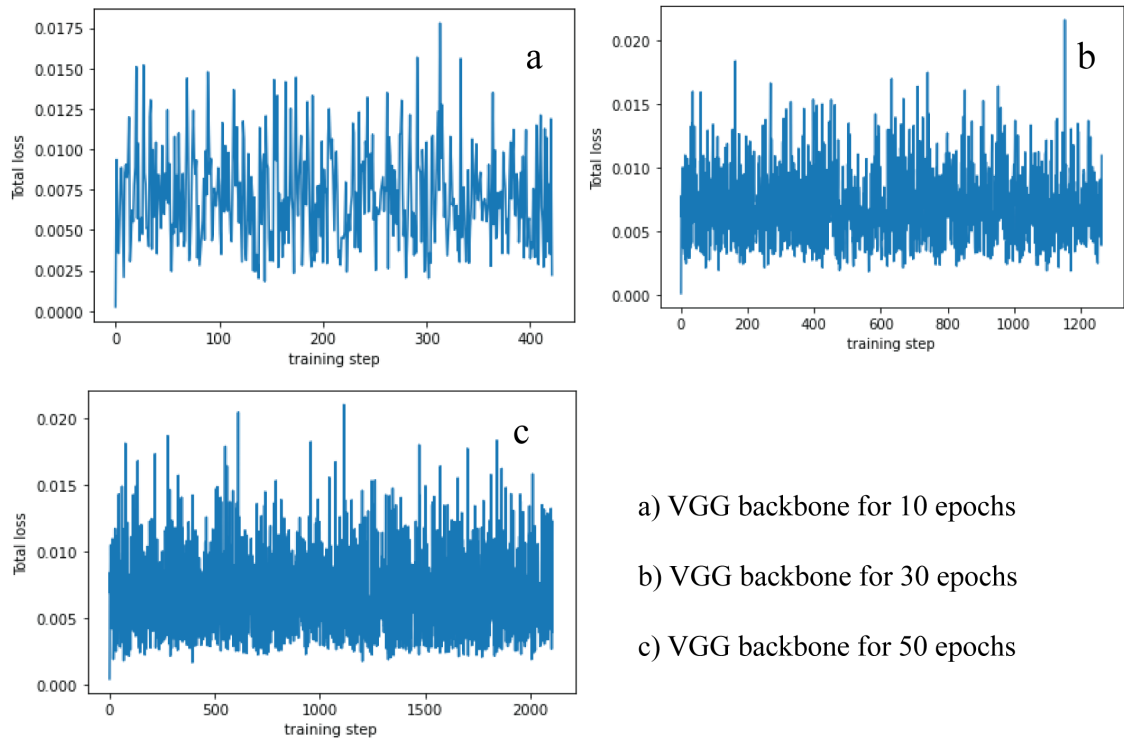 0.0175
0.0150
0.0125
0.0100
0.0075
0.0050
0.0025
0.0000
Total loss
a
0 100 200 300 400
training step
0.020
0.015
0.010
0.005
0.000
Total loss
b
0 200 400 600 800 1000 1200
training step
0.020
0.015
0.010
0.005
0.000
Total loss
c
0 500 1000 1500 2000
training step
a) VGG backbone for 10 epochs
b) VGG backbone for 30 epochs
c) VGG backbone for 50 epochs